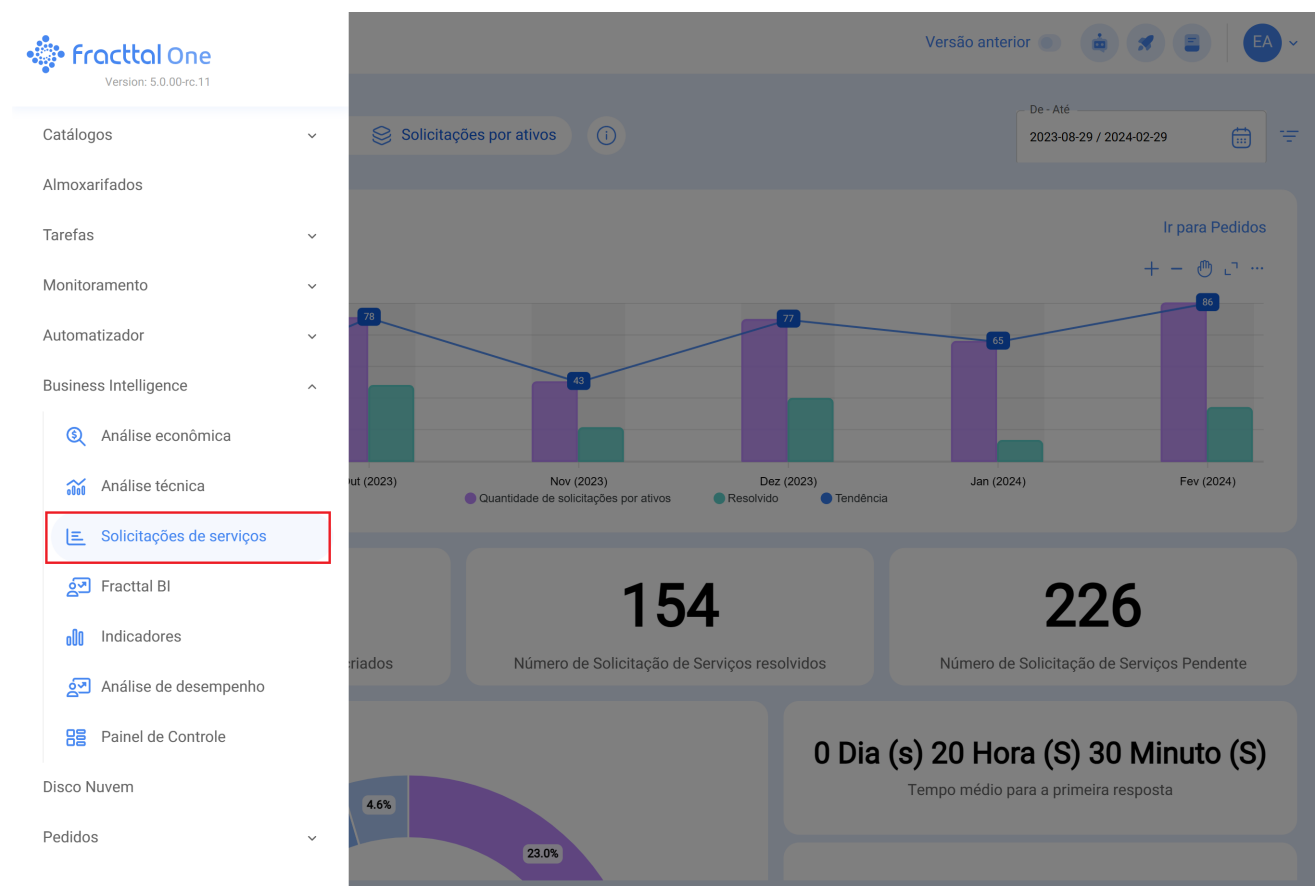 fracttal One
Version: 5.0.00-rc.11
Catálogos
Almoxarifados
Tarefas
Monitoramento
Automatizador
Business Intelligence
Análise econômica
Análise técnica
Solicitações de serviços
Fracttal BI
Indicadores
Análise de desempenho
Painel de Controle
Disco Nuvem
Pedidos
Versão anterior
EA
Solicitações por ativos
De - Até
2023-08-29 / 2024-02-29
Ir para Pedidos
78
43
77
65
86
(2023)
Nov (2023)
Dez (2023)
Jan (2024)
Fev (2024)
Quantidade de solicitações por ativos
Resolvido
Tendência
criados
154
Número de Solicitação de Serviços resolvidos
226
Número de Solicitação de Serviços Pendente
4.6%
23.0%
0 Dia (s) 20 Hora (S) 30 Minuto (S)
Tempo médio para a primeira resposta